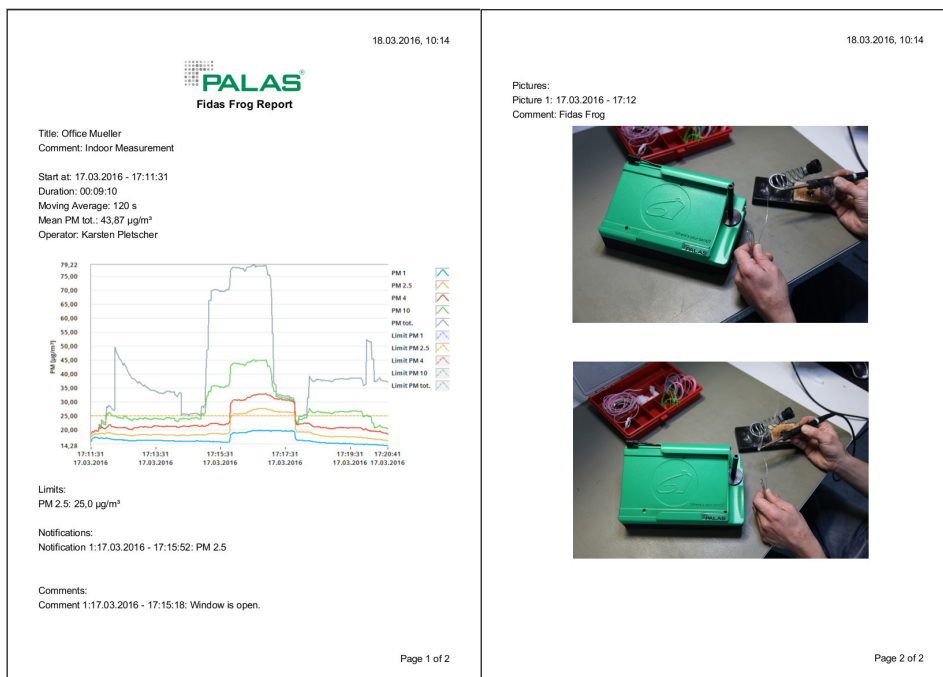 18.03.2016, 10:14
PALAS®
Fidas Frog Report
Title: Office Mueller
Comment: Indoor Measurement
Start at: 17.03.2016 - 17:11:31
Duration: 00:09:10
Moving Average: 120 s
Mean PM tot.: 43,87 µg/m³
Operator: Karsten Pletscher
PM [µg/m³]
79,22
75,00
70,00
65,00
60,00
55,00
50,00
45,00
40,00
35,00
30,00
25,00
20,00
14,28
17:11:31 17:13:31 17:15:31 17:17:31 17:19:31 17:20:41
17.03.2016 17.03.2016 17.03.2016 17.03.2016 17.03.2016 17.03.2016
PM 1
PM 2.5
PM 4
PM 10
PM tot.
Limit PM 1
Limit PM 2.5
Limit PM 4
Limit PM 10
Limit PM tot.
Limits:
PM 2.5: 25,0 µg/m³
Notifications:
Notification 1:17.03.2016 - 17:15:52: PM 2.5
Comments:
Comment 1:17.03.2016 - 17:15:18: Window is open.
Page 1 of 2
18.03.2016, 10:14
Pictures:
Picture 1: 17.03.2016 - 17:12
Comment: Fidas Frog
PALAS
PALAS
Page 2 of 2